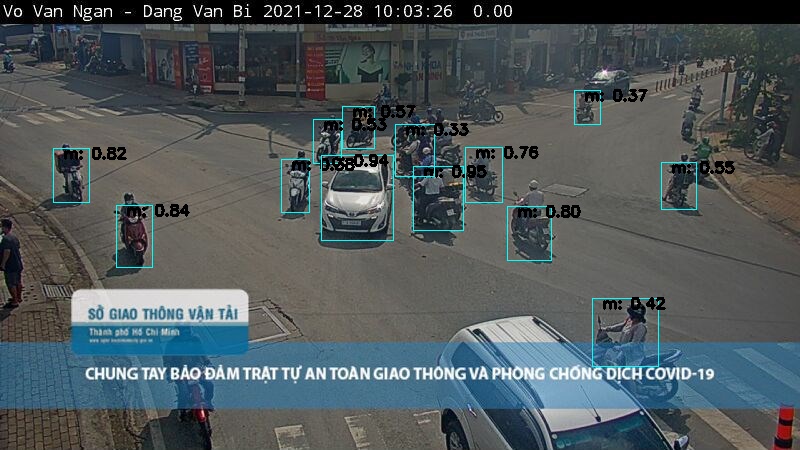 Vo Van Ngan - Dang Van Bi 2021-12-28 10:03:26 0.00
m: 0.37
m: 0.57
m: 0.53
m: 0.33
m: 0.82
0.94
m: 0.76
0.95
m: 0.55
m: 0.84
m: 0.80
m: 0.42
SỞ GIAO THÔNG VẬN TẢI
Thành phố Hồ Chí Minh
CHUNG TAY BẢO ĐẢM TRẬT TỰ AN TOÀN GIAO THÔNG VÀ PHÒNG CHỐNG DỊCH COVID-19